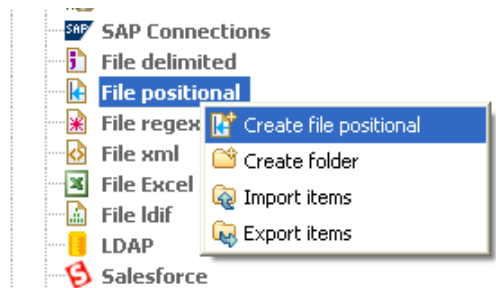 SAP SAP Connections
File delimited
File positional
File regex
Create file positional
File xml
Create folder
File Excel
Import items
File ldif
Export items
LDAP
Salesforce